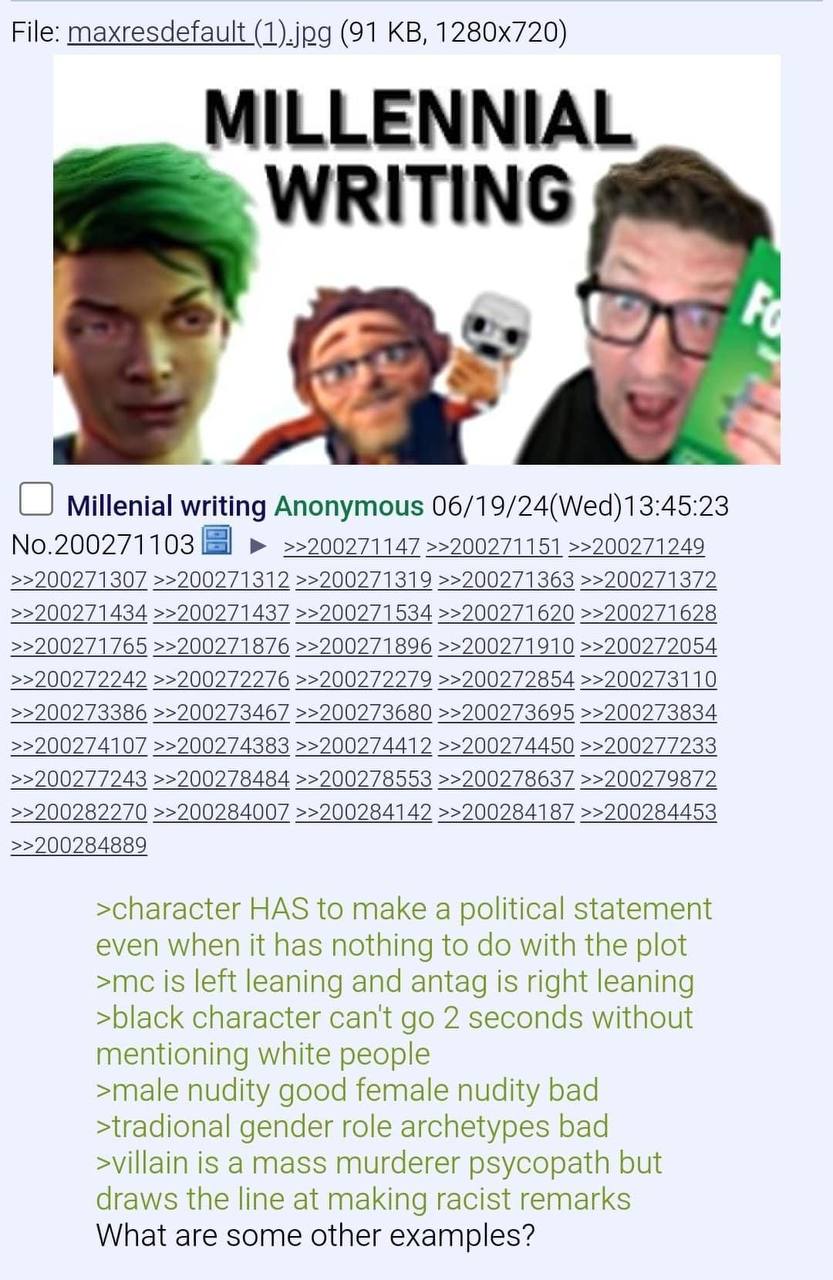 File: maxresdefault (1).jpg (91 KB, 1280x720)
MILLENNIAL
WRITING
Millenial writing Anonymous 06/19/24(Wed)13:45:23
No.200271103 ▶ >>200271147 >>200271151 >>200271249
>>200271307 >>200271312 >>200271319 >>200271363 >>200271372
>>200271434 >>200271437 >>200271534 >>200271620 >>200271628
>>200271765 >>200271876 >>200271896 >>200271910 >>200272054
>>200272242 >>200272276 >>200272279 >>200272854 >>200273110
>>200273386 >>200273467 >>200273680 >>200273695 >>200273834
>>200274107 >>200274383 >>200274412 >>200274450 >>200277233
>>200277243 >>200278484 >>200278553 >>200278637 >>200279872
>>200282270 >>200284007 >>200284142 >>200284187 >>200284453
>>200284889
>character HAS to make a political statement
even when it has nothing to do with the plot
>mc is left leaning and antag is right leaning
>black character can't go 2 seconds without
mentioning white people
>male nudity good female nudity bad
>tradional gender role archetypes bad
>villain is a mass murderer psycopath but
draws the line at making racist remarks
What are some other examples?